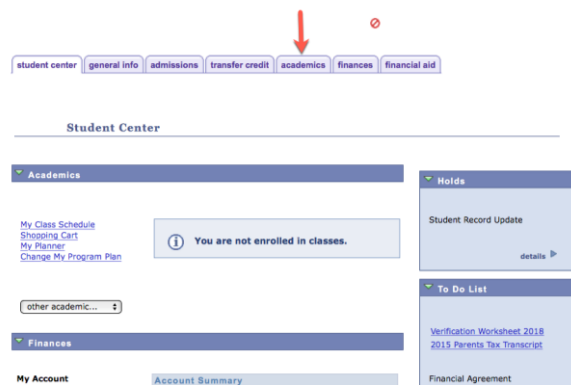 student center general info admissions transfer credit academics finances financial aid
Student Center
Academics
My Class Schedule
Shopping Cart
My Planner
Change My Program Plan
You are not enrolled in classes.
other academic...
Finances
My Account
Account Summary
Holds
Student Record Update
details
To Do List
Verification Worksheet 2018
2015 Parents Tax Transcript
Financial Agreement